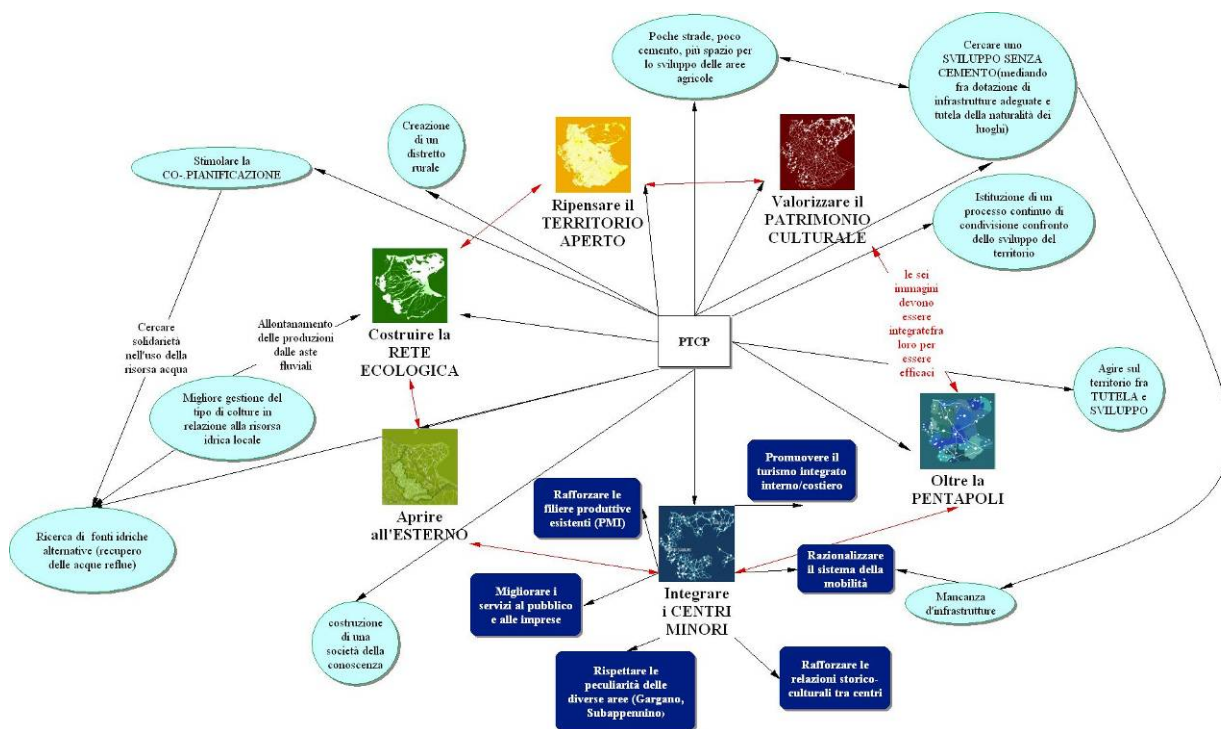 Poche strade, poco
cemento, più spazio per
lo sviluppo delle aree
agricole
Cercare uno
SVILUPPO SENZA
CEMENTO(mediando
fra dotazione di
infrastrutture adeguate e
tutela della naturalità dei
luoghi)
Creazione
di un
distretto
rurale
Stimolare la
CO-.PIANIFICAZIONE
Ripensare il
TERRITORIO
APERTO
Valorizzare il
PATRIMONIO
CULTURALE
Istituzione di un
processo continuo di
condivisione confronto
dello sviluppo del
territorio
le sei
immagini
devono
essere
integratefra
loro per
essere
efficaci
Cercare
solidarietà
nell'uso della
risorsa acqua
Allontanamento
delle produzioni
dalle aste
fluviali
Costruire la
RETE
ECOLOGICA
PTCP
Agire sul
territorio fra
TUTELA e
SVILUPPO
Migliore gestione del
tipo di colture in
relazione alla risorsa
idrica locale
Aprire
all'ESTERNO
Oltre la
PENTAPOLI
Promuovere il
turismo integrato
interno/costiero
Rafforzare le
filiere produttive
esistenti (PMI)
Ricerca di fonti idriche
alternative (recupero
delle acque reflue)
Razionalizzare
il sistema della
mobilità
Migliorare i
servizi al pubblico
e alle imprese
Integrare
i CENTRI
MINORI
Mancanza
d'infrastrutture
costruzione
di una
società della
conoscenza
Rispettare le
peculiarità delle
diverse aree (Gargano,
Subappennino)
Rafforzare le
relazioni storico-
culturali tra centri